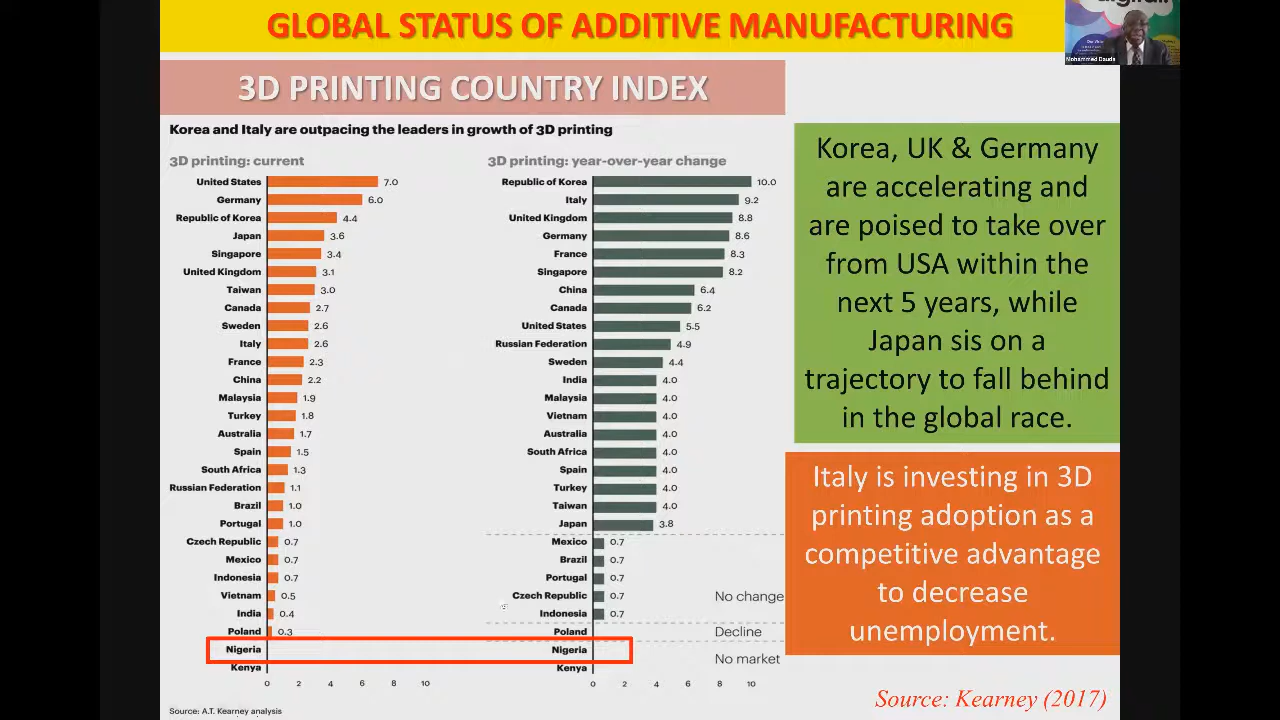 GLOBAL STATUS OF ADDITIVE MANUFACTURING
Mohammed Dauda
3D PRINTING COUNTRY INDEX
Korea and Italy are outpacing the leaders in growth of 3D printing
3D printing: current
United States 7.0
Germany 6.0
Republic of Korea 4.4
Japan 3.6
Singapore 3.4
United Kingdom 3.1
Taiwan 3.0
Canada 2.7
Sweden 2.6
Italy 2.6
France 2.3
China 2.2
Malaysia 1.9
Turkey 1.8
Australia 1.7
Spain 1.5
South Africa 1.3
Russian Federation 1.1
Brazil 1.0
Portugal 1.0
Czech Republic 0.7
Mexico 0.7
Indonesia 0.7
Vietnam 0.5
India 0.4
Poland 0.3
Nigeria
Kenya
0 2 4 6 8 10
3D printing: year-over-year change
Republic of Korea 10.0
Italy 9.2
United Kingdom 8.8
Germany 8.6
France 8.3
Singapore 8.2
China 6.4
Canada 6.2
United States 5.5
Russian Federation 4.9
Sweden 4.4
India 4.0
Malaysia 4.0
Vietnam 4.0
Australia 4.0
South Africa 4.0
Spain 4.0
Turkey 4.0
Taiwan 4.0
Japan 3.8
Mexico 0.7
Brazil 0.7
Portugal 0.7
Czech Republic 0.7
Indonesia 0.7
No change
Poland
Decline
Nigeria
Kenya
No market
0 2 4 6 8 10
Source: A.T. Kearney analysis
Korea, UK & Germany
are accelerating and
are poised to take over
from USA within the
next 5 years, while
Japan sis on a
trajectory to fall behind
in the global race.
Italy is investing in 3D
printing adoption as a
competitive advantage
to decrease
unemployment.
Source: Kearney (2017)